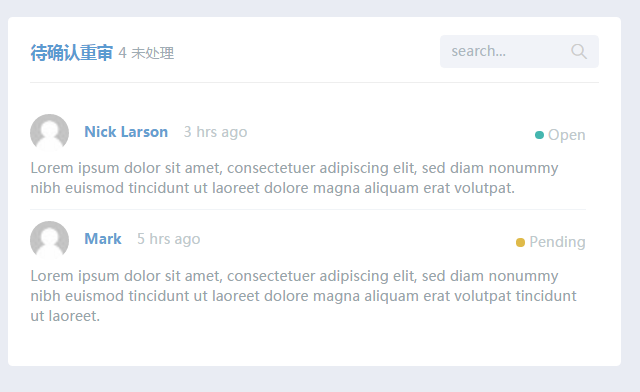 待确认重审 4 未处理
search...
Nick Larson 3 hrs ago
Open
Lorem ipsum dolor sit amet, consectetuer adipiscing elit, sed diam nonummy
nibh euismod tincidunt ut laoreet dolore magna aliquam erat volutpat.
Mark 5 hrs ago
Pending
Lorem ipsum dolor sit amet, consectetuer adipiscing elit, sed diam nonummy
nibh euismod tincidunt ut laoreet dolore magna aliquam erat volutpat tincidunt
ut laoreet.